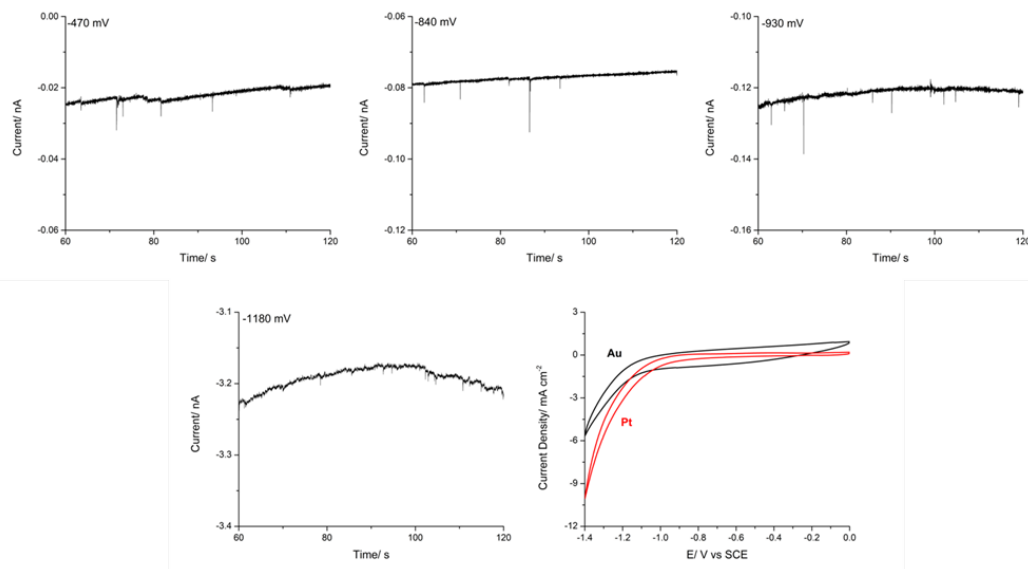 -470 mV
0.00
-0.02
-0.04
-0.06
60
80
100
120
Current/ nA
Time/ s
-840 mV
-0.06
-0.08
-0.10
-0.12
60
80
100
120
Current/ nA
Time/ s
-930 mV
-0.10
-0.12
-0.14
-0.16
60
80
100
120
Current/ nA
Time/ s
-1180 mV
-3.1
-3.2
-3.3
-3.4
60
80
100
120
Current/ nA
Time/ s
3
0
-3
-6
-9
-12
Au
Pt
-1.4
-1.2
-1.0
-0.8
-0.6
-0.4
-0.2
0.0
Current Density/ mA cm⁻²
E/ V vs SCE